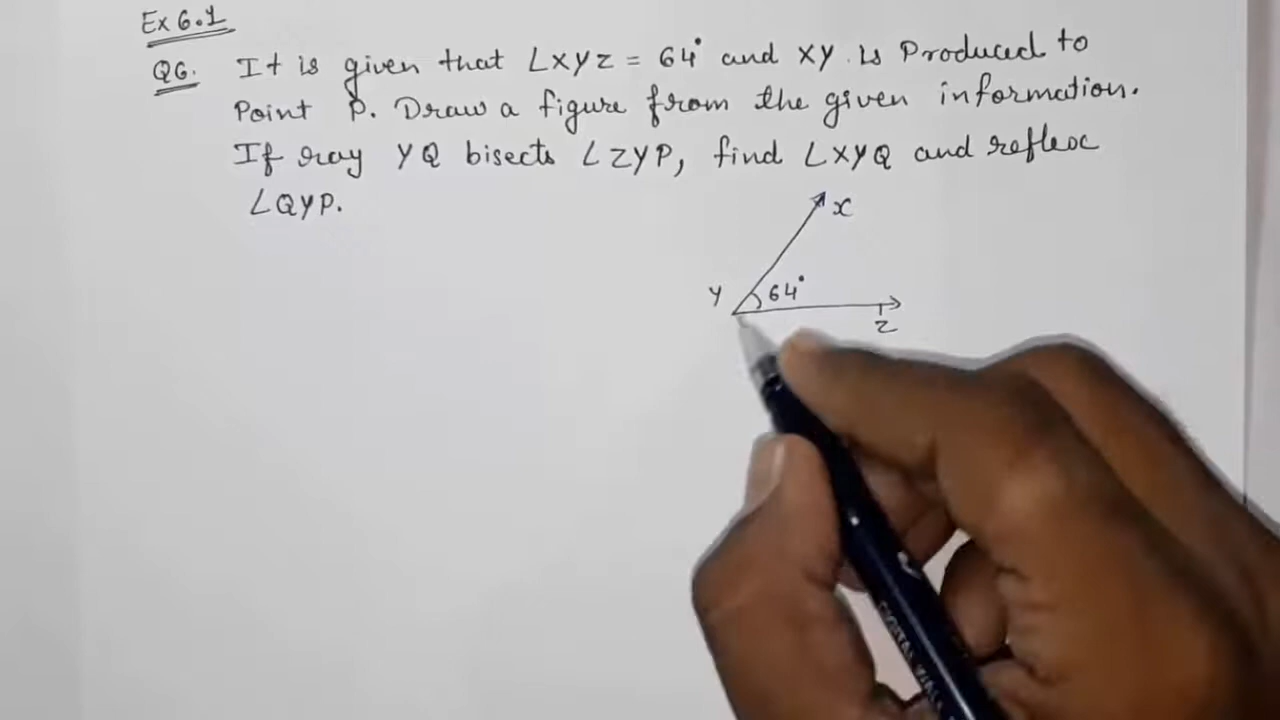 Ex 6.1
Q6. It is given that ∠XYZ = 64° and XY is Produced to
Point P. Draw a figure from the given information.
If ray YQ bisects ∠ZYP, find ∠XYQ and reflex
∠QYP.
X
Y 64°
Z
DIGITAL